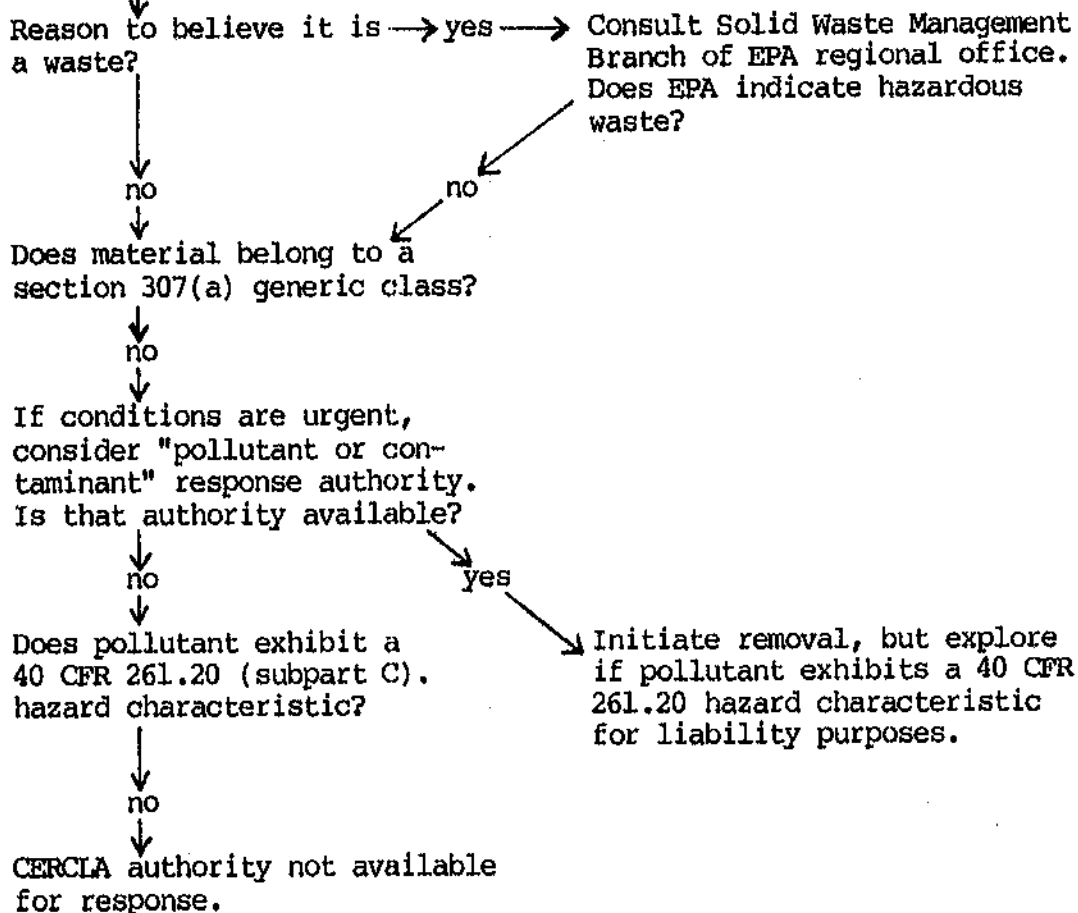 Reason to believe it is → yes → Consult Solid Waste Management
a waste? Branch of EPA regional office.
Does EPA indicate hazardous
waste?
no no
Does material belong to a
section 307(a) generic class?
no
If conditions are urgent,
consider "pollutant or con-
taminant" response authority.
Is that authority available?
no yes
Does pollutant exhibit a
40 CFR 261.20 (subpart C).
hazard characteristic?
Initiate removal, but explore
if pollutant exhibits a 40 CFR
261.20 hazard characteristic
for liability purposes.
no
CERCLA authority not available
for response.